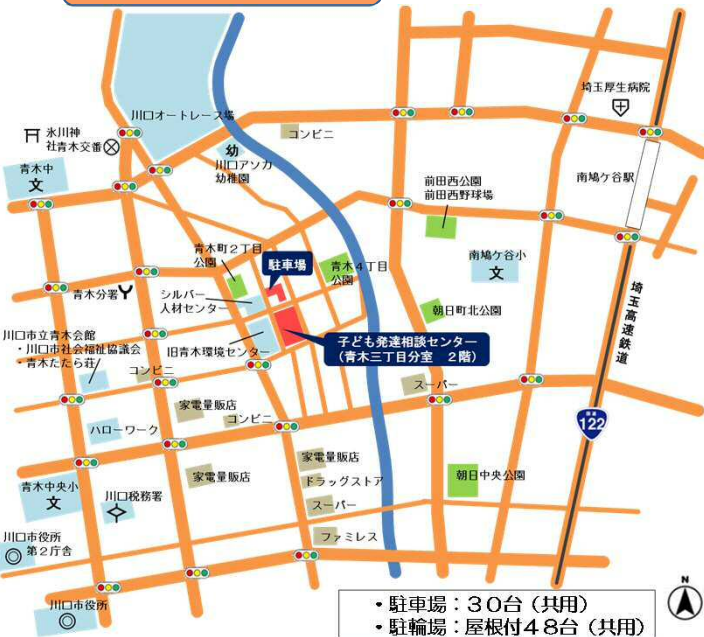 川口オートレース場
埼玉厚生病院
氷川神
社青木交番
コンビニ
幼
川口アソカ
幼稚園
青木中
文
南鳩ケ谷駅
前田西公園
前田西野球場
青木町2丁目
公園
駐車場
青木4丁目
公園
南鳩ケ谷小
文
青木分署
シルバー
人材センター
朝日町北公園
埼玉高速鉄道
川口市立青木会館
・川口市社会福祉協議会
・青木たたら荘
旧青木環境センター
子ども発達相談センター
(青木三丁目分室 2階)
コンビニ
スーパー
家電量販店
コンビニ
ハローワーク
国道
122
家電量販店
家電量販店
ドラッグストア
朝日中央公園
青木中央小
文
川口税務署
スーパー
川口市役所
第2庁舎
ファミレス
川口市役所
N
・駐車場:30台(共用)
・駐輪場:屋根付48台(共用)